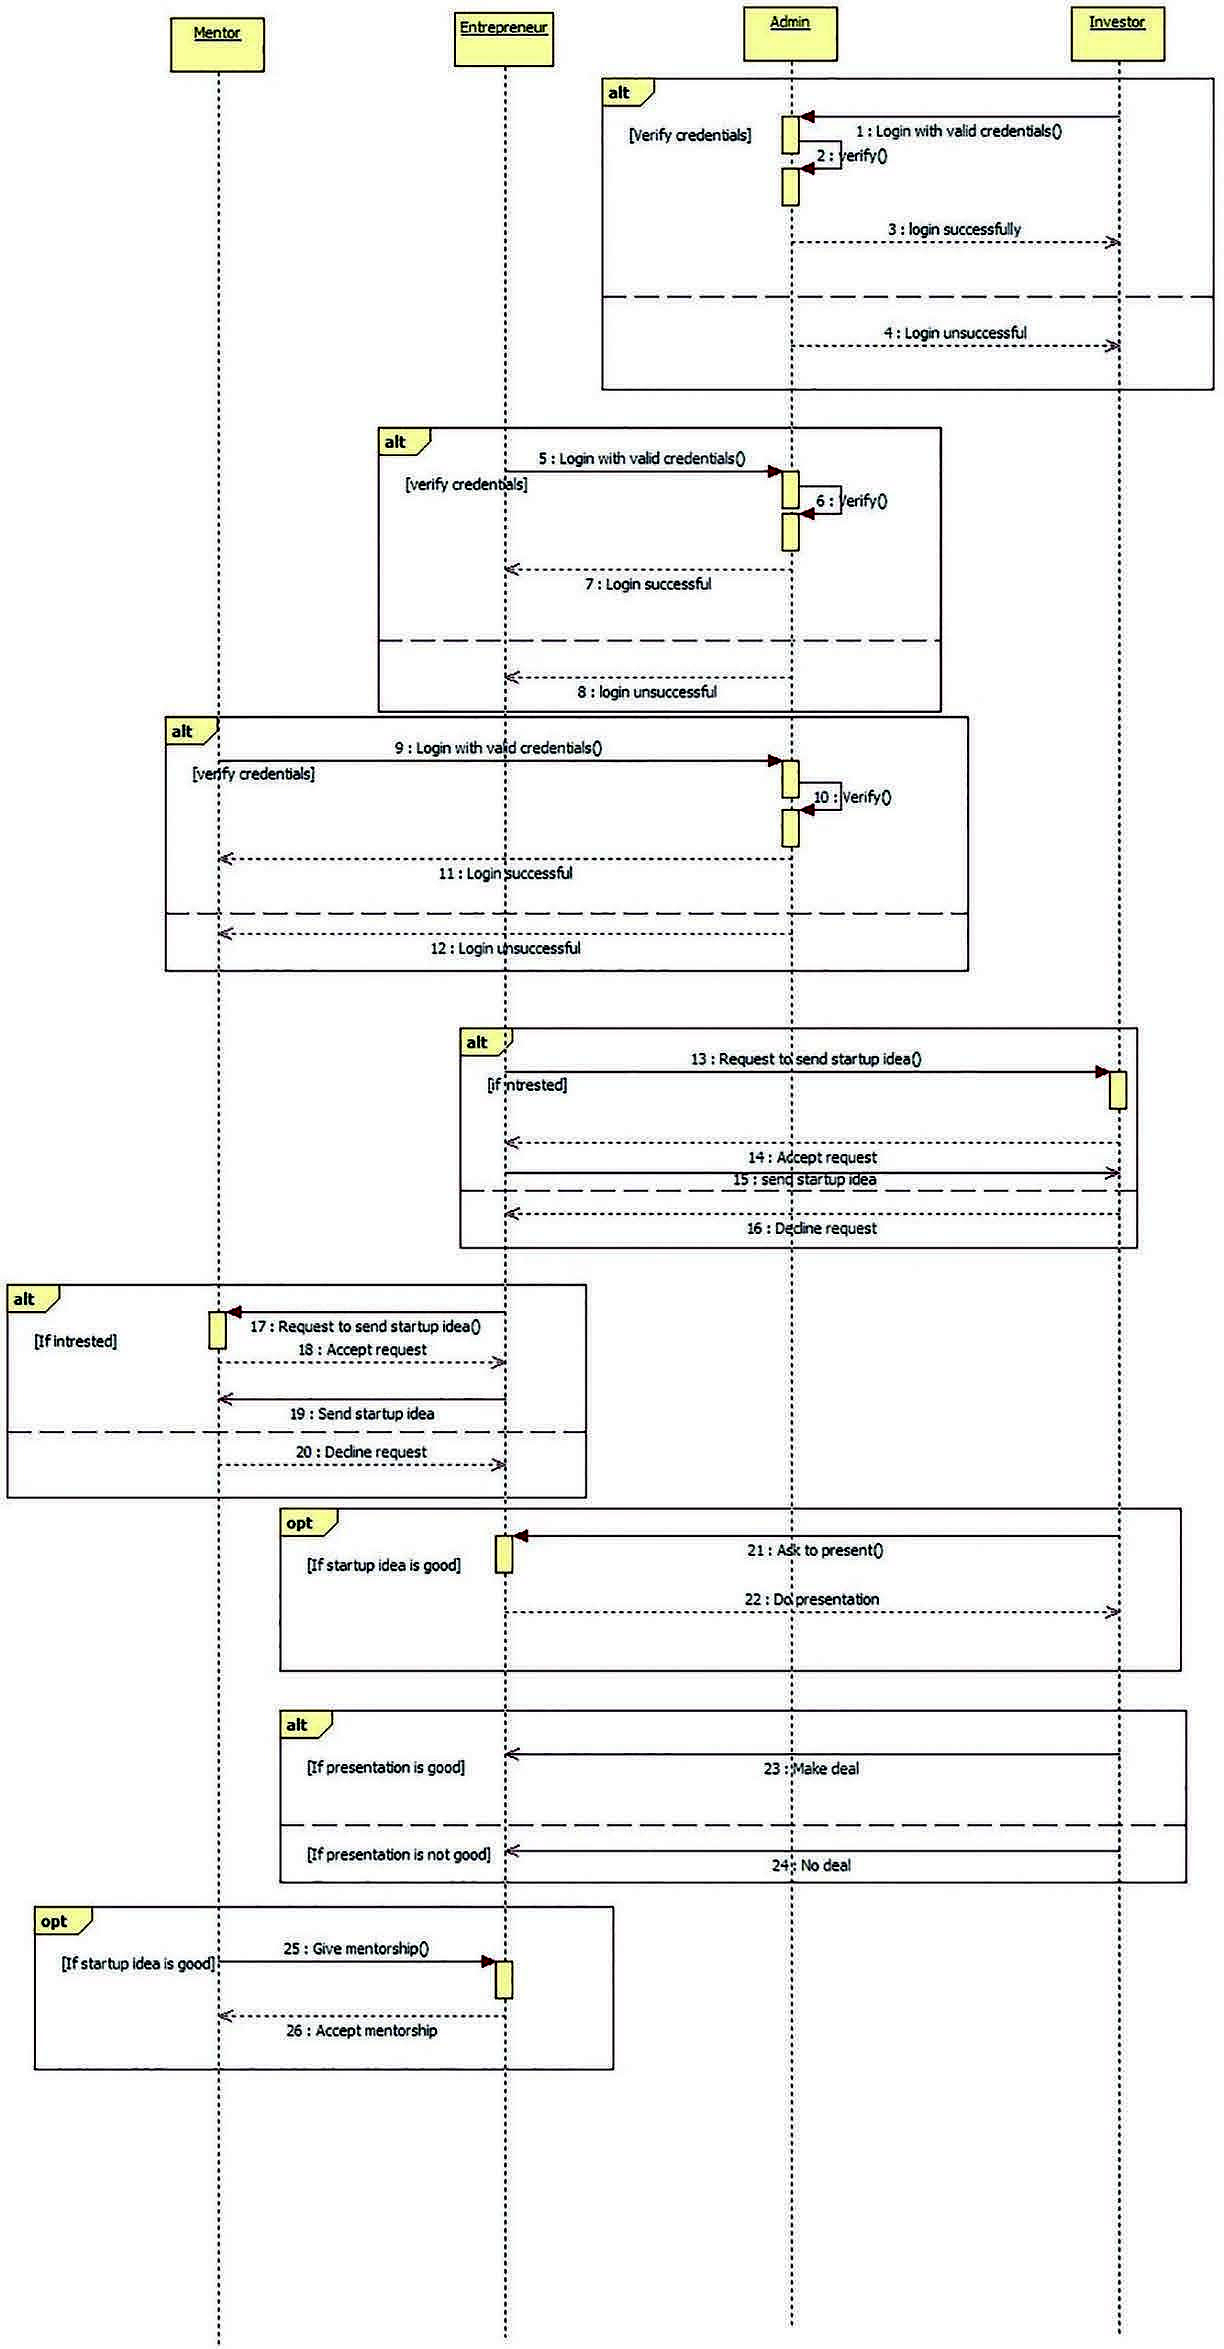 Mentor
Entrepreneur
Admin
Investor
alt
[Verify credentials]
1 : Login with valid credentials()
2 : verify()
3 : login successfully
4 : Login unsuccessful
alt
5 : Login with valid credentials()
[verify credentials]
6 : Verify()
7 : Login successful
8 : login unsuccessful
alt
9 : Login with valid credentials()
[verify credentials]
10 : Verify()
11 : Login successful
12 : Login unsuccessful
alt
13 : Request to send startup idea()
[if intrested]
14 : Accept request
15 : send startup idea
16 : Decline request
alt
17 : Request to send startup idea()
[If intrested]
18 : Accept request
19 : Send startup idea
20 : Decline request
opt
21 : Ask to present()
[If startup idea is good]
22 : Do presentation
alt
[If presentation is good]
23 : Make deal
[If presentation is not good]
24 : No deal
opt
25 : Give mentorship()
[If startup idea is good]
26 : Accept mentorship